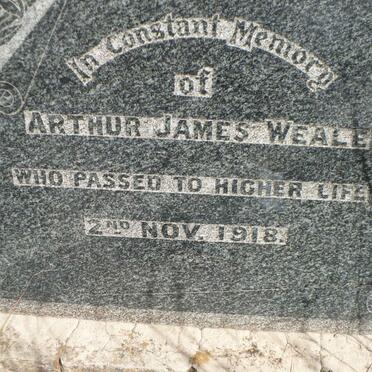 In Constant Memory
of
ARTHUR JAMES WEALE
WHO PASSED TO HIGHER LIFE
2ND NOV. 1918.